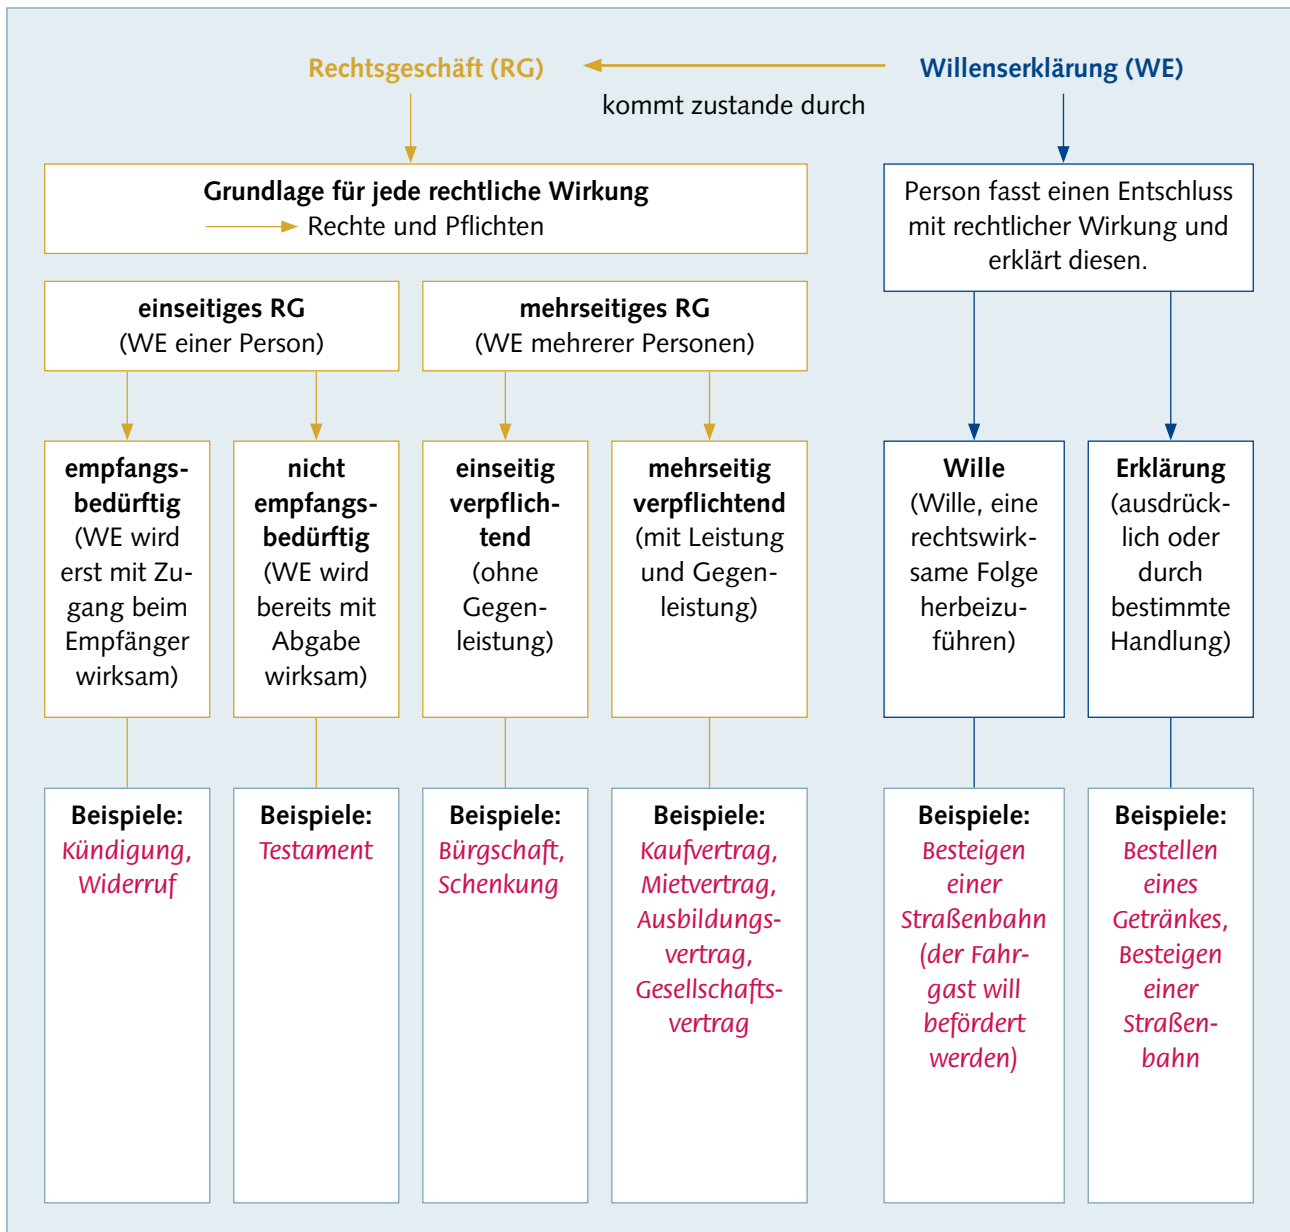 Rechtsgeschäft (RG)
Willenserklärung (WE)
kommt zustande durch
Grundlage für jede rechtliche Wirkung
Rechte und Pflichten
Person fasst einen Entschluss
mit rechtlicher Wirkung und
erklärt diesen.
einseitiges RG
(WE einer Person)
mehrseitiges RG
(WE mehrerer Personen)
empfangs-
bedürftig
(WE wird
erst mit Zu-
gang beim
Empfänger
wirksam)
nicht
empfangs-
bedürftig
(WE wird
bereits mit
Abgabe
wirksam)
einseitig
verpflich-
tend
(ohne
Gegen-
leistung)
mehrseitig
verpflichtend
(mit Leistung
und Gegen-
leistung)
Wille
(Wille, eine
rechtswirk-
same Folge
herbeizu-
führen)
Erklärung
(ausdrück-
lich oder
durch
bestimmte
Handlung)
Beispiele:
Kündigung,
Widerruf
Beispiele:
Testament
Beispiele:
Bürgschaft,
Schenkung
Beispiele:
Kaufvertrag,
Mietvertrag,
Ausbildungs-
vertrag,
Gesellschafts-
vertrag
Beispiele:
Besteigen
einer
Straßenbahn
(der Fahr-
gast will
befördert
werden)
Beispiele:
Bestellen
eines
Getränkes,
Besteigen
einer
Straßen-
bahn